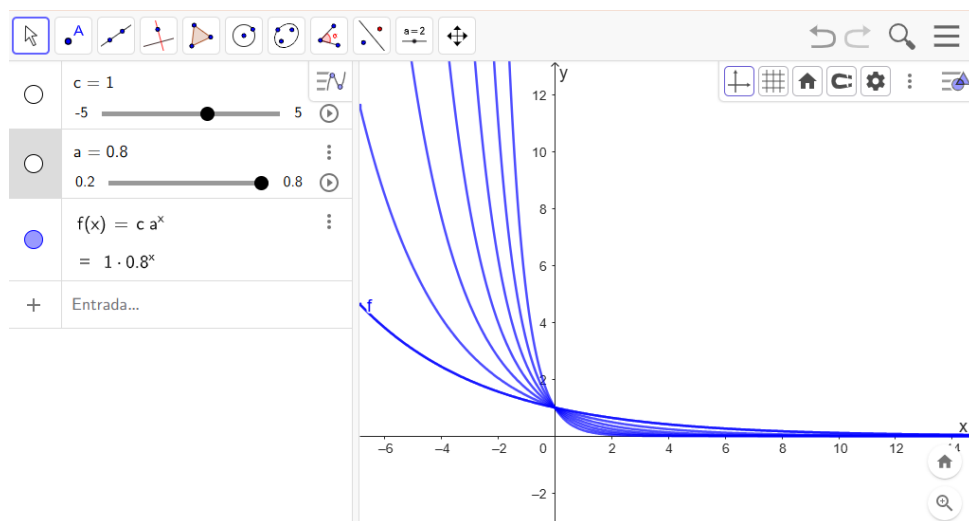 A
a = 2
c = 1
-5 5
a = 0.8
0.2 0.8
f(x) = c aˣ
= 1 · 0.8ˣ
+ Entrada...
y
12
10
8
6
4
2
f
x
−6 −4 −2 0 2 4 6 8 10 12 14
−2